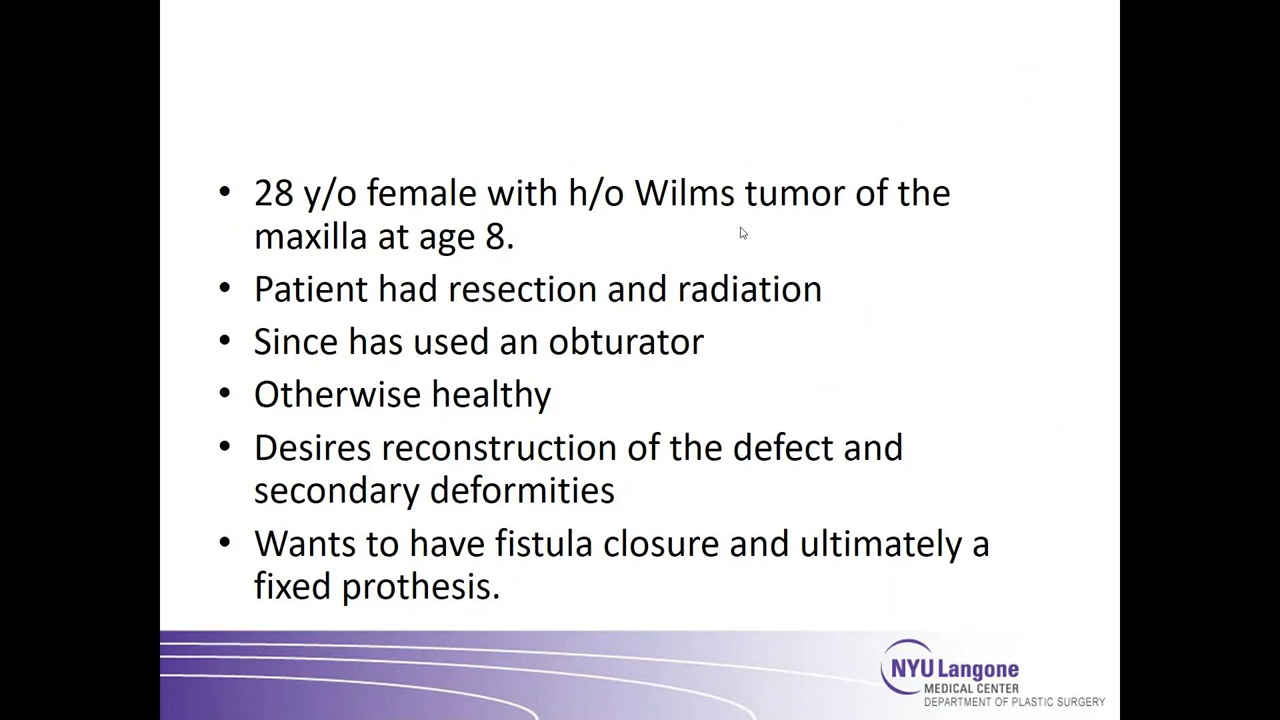 • 28 y/o female with h/o Wilms tumor of the
maxilla at age 8.
• Patient had resection and radiation
• Since has used an obturator
• Otherwise healthy
• Desires reconstruction of the defect and
secondary deformities
• Wants to have fistula closure and ultimately a
fixed prothesis.
NYU Langone
MEDICAL CENTER
DEPARTMENT OF PLASTIC SURGERY